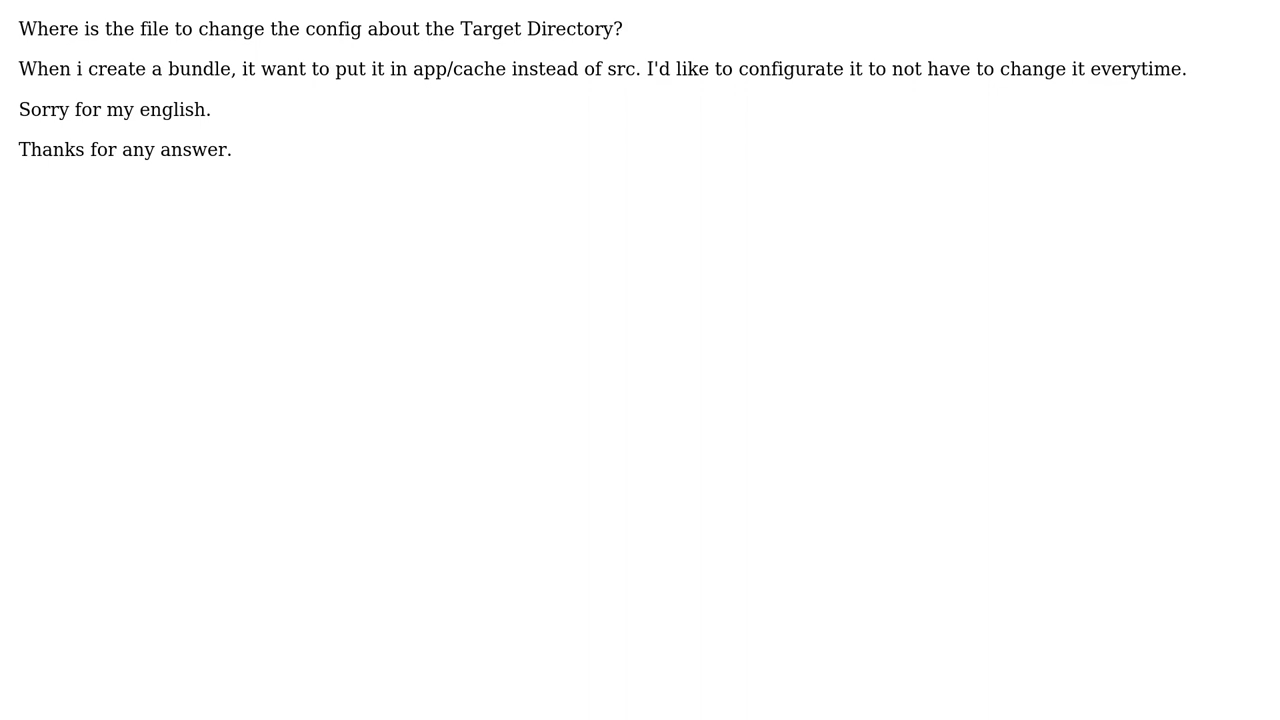 Where is the file to change the config about the Target Directory?
When i create a bundle, it want to put it in app/cache instead of src. I'd like to configurate it to not have to change it everytime.
Sorry for my english.
Thanks for any answer.